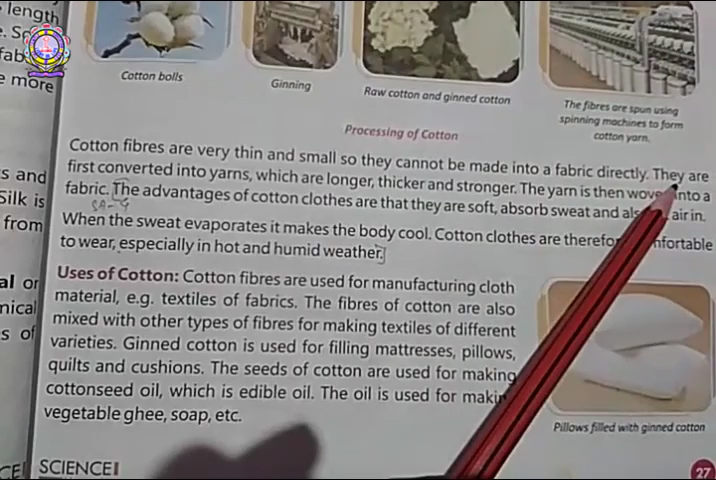 length
e more
Cotton bolls
Ginning
Raw cotton and ginned cotton
The fibres are spun using
spinning machines to form
cotton yarn.
Processing of Cotton
Cotton fibres are very thin and small so they cannot be made into a fabric directly. They are
first converted into yarns, which are longer, thicker and stronger. The yarn is then woven into a
fabric. The advantages of cotton clothes are that they are soft, absorb sweat and air in.
When the sweat evaporates it makes the body cool. Cotton clothes are
to wear, especially in hot and humid weather.
Uses of Cotton: Cotton fibres are used for manufacturing cloth
material, e.g. textiles of fabrics. The fibres of cotton are also
mixed with other types of fibres for making textiles of different
varieties. Ginned cotton is used for filling mattresses, pillows,
quilts and cushions. The seeds of cotton are used for making
cottonseed oil, which is edible oil. The oil is used for
vegetable ghee, soap, etc.
Pillows filled with ginned cotton
s and
Silk is
from
al or
mical
s of
SCIENCE
27